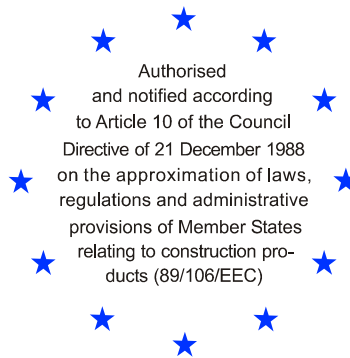 Authorised
and notified according
to Article 10 of the Council
Directive of 21 December 1988
on the approximation of laws,
regulations and administrative
provisions of Member States
relating to construction pro-
ducts (89/106/EEC)